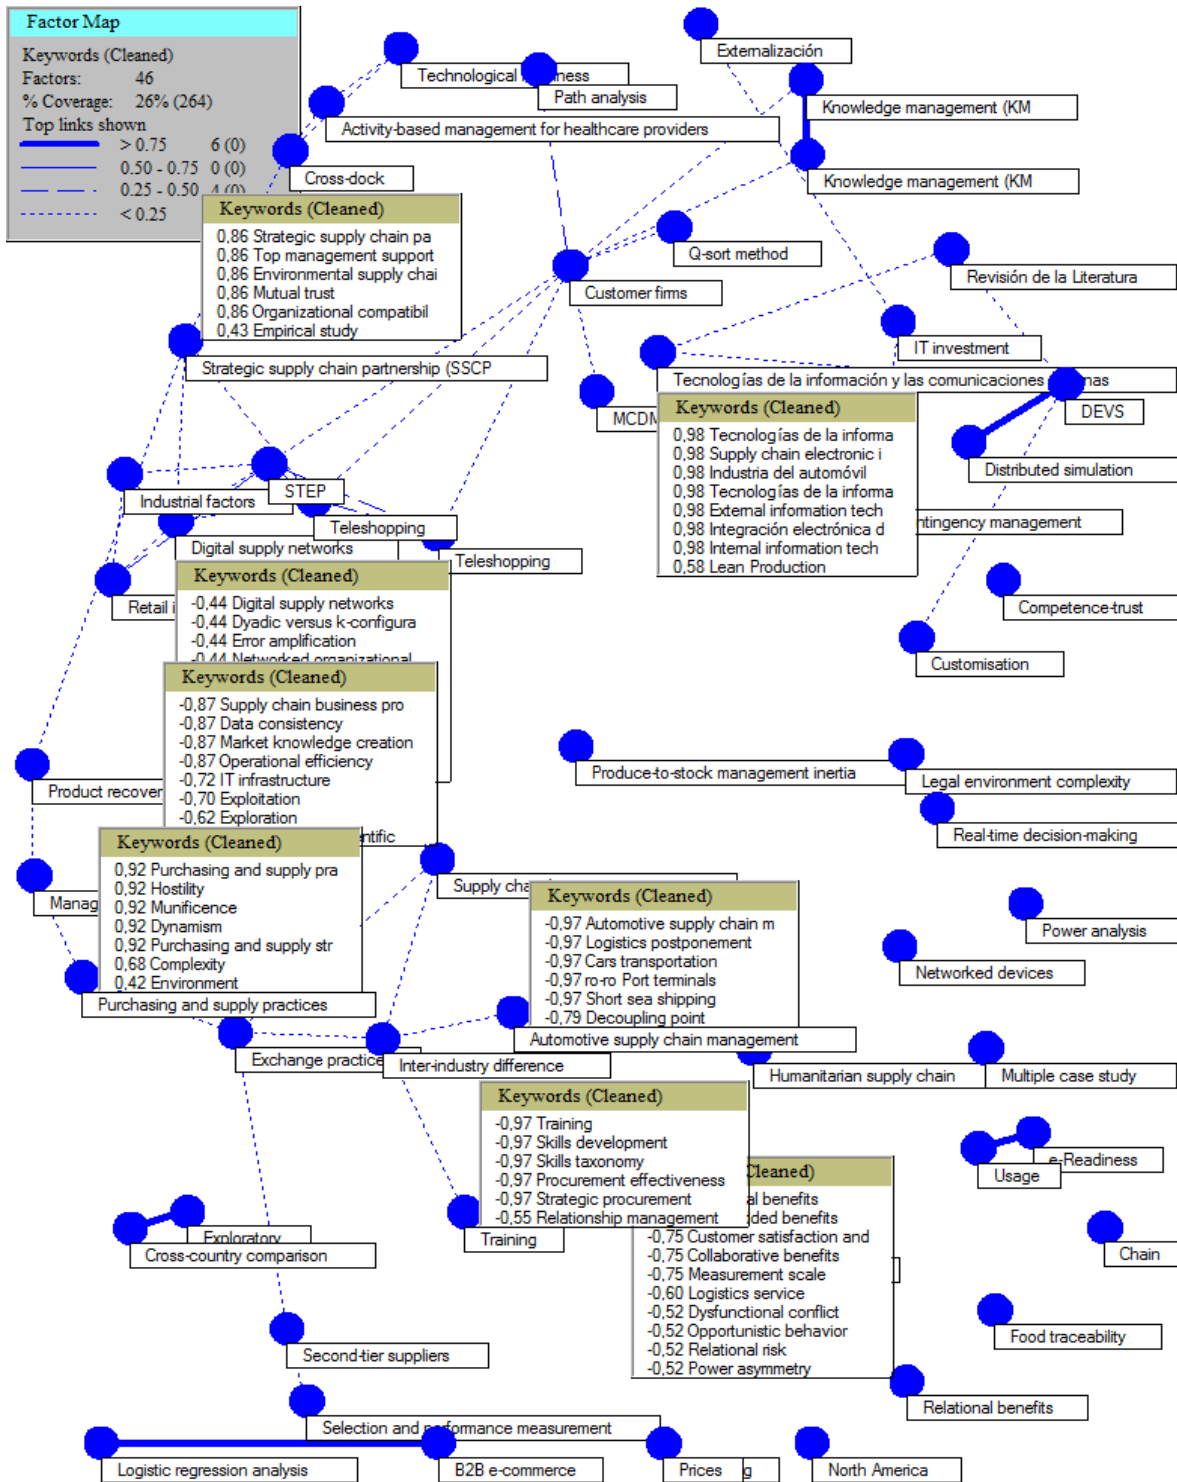 Factor Map
Keywords (Cleaned)
Factors: 46
% Coverage: 26% (264)
Top links shown
> 0.75 6 (0)
0.50 - 0.75 0 (0)
0.25 - 0.50 4 (0)
< 0.25
Externalización
Technological
Path analysis
Knowledge management (KM
Activity-based management for healthcare providers
Cross-dock
Knowledge management (KM
Keywords (Cleaned)
0,86 Strategic supply chain pa
0,86 Top management support
0,86 Environmental supply chai
0,86 Mutual trust
0,86 Organizational compatibil
0,43 Empirical study
Q-sort method
Revisión de la Literatura
Customer firms
IT investment
Strategic supply chain partnership (SSCP
Tecnologías de la información y las comunicaciones
MCDM
DEVS
Keywords (Cleaned)
0,98 Tecnologías de la informa
0,98 Supply chain electronic i
0,98 Industria del automóvil
0,98 Tecnologías de la informa
0,98 External information tech
0,98 Integración electrónica d
0,98 Internal information tech
0,58 Lean Production
Distributed simulation
STEP
Industrial factors
Teleshopping
ntingency management
Digital supply networks
Teleshopping
Retail i
Competence-trust
Customisation
Keywords (Cleaned)
-0,44 Digital supply networks
-0,44 Dyadic versus k-configura
-0,44 Error amplification
-0,44 Networked organizational
Keywords (Cleaned)
-0,87 Supply chain business pro
-0,87 Data consistency
-0,87 Market knowledge creation
-0,87 Operational efficiency
-0,72 IT infrastructure
-0,70 Exploitation
-0,62 Exploration
entific
Produce-to-stock management inertia
Legal environment complexity
Product recover
Real-time decision-making
Keywords (Cleaned)
0,92 Purchasing and supply pra
0,92 Hostility
0,92 Munificence
0,92 Dynamism
0,92 Purchasing and supply str
0,68 Complexity
0,42 Environment
Manag
Supply cha
Keywords (Cleaned)
-0,97 Automotive supply chain m
-0,97 Logistics postponement
-0,97 Cars transportation
-0,97 ro-ro Port terminals
-0,97 Short sea shipping
-0,79 Decoupling point
Power analysis
Networked devices
Purchasing and supply practices
Automotive supply chain management
Exchange practice
Inter-industry difference
Humanitarian supply chain
Multiple case study
Keywords (Cleaned)
-0,97 Training
-0,97 Skills development
-0,97 Skills taxonomy
-0,97 Procurement effectiveness
-0,97 Strategic procurement
-0,55 Relationship management
e-Readiness
Usage
Cleaned)
al benefits
ded benefits
-0,75 Customer satisfaction and
-0,75 Collaborative benefits
-0,75 Measurement scale
-0,60 Logistics service
-0,52 Dysfunctional conflict
-0,52 Opportunistic behavior
-0,52 Relational risk
-0,52 Power asymmetry
Exploratory
Cross-country comparison
Training
Chain
Food traceability
Second-tier suppliers
Relational benefits
Selection and performance measurement
Logistic regression analysis
B2B e-commerce
Prices
g
North America